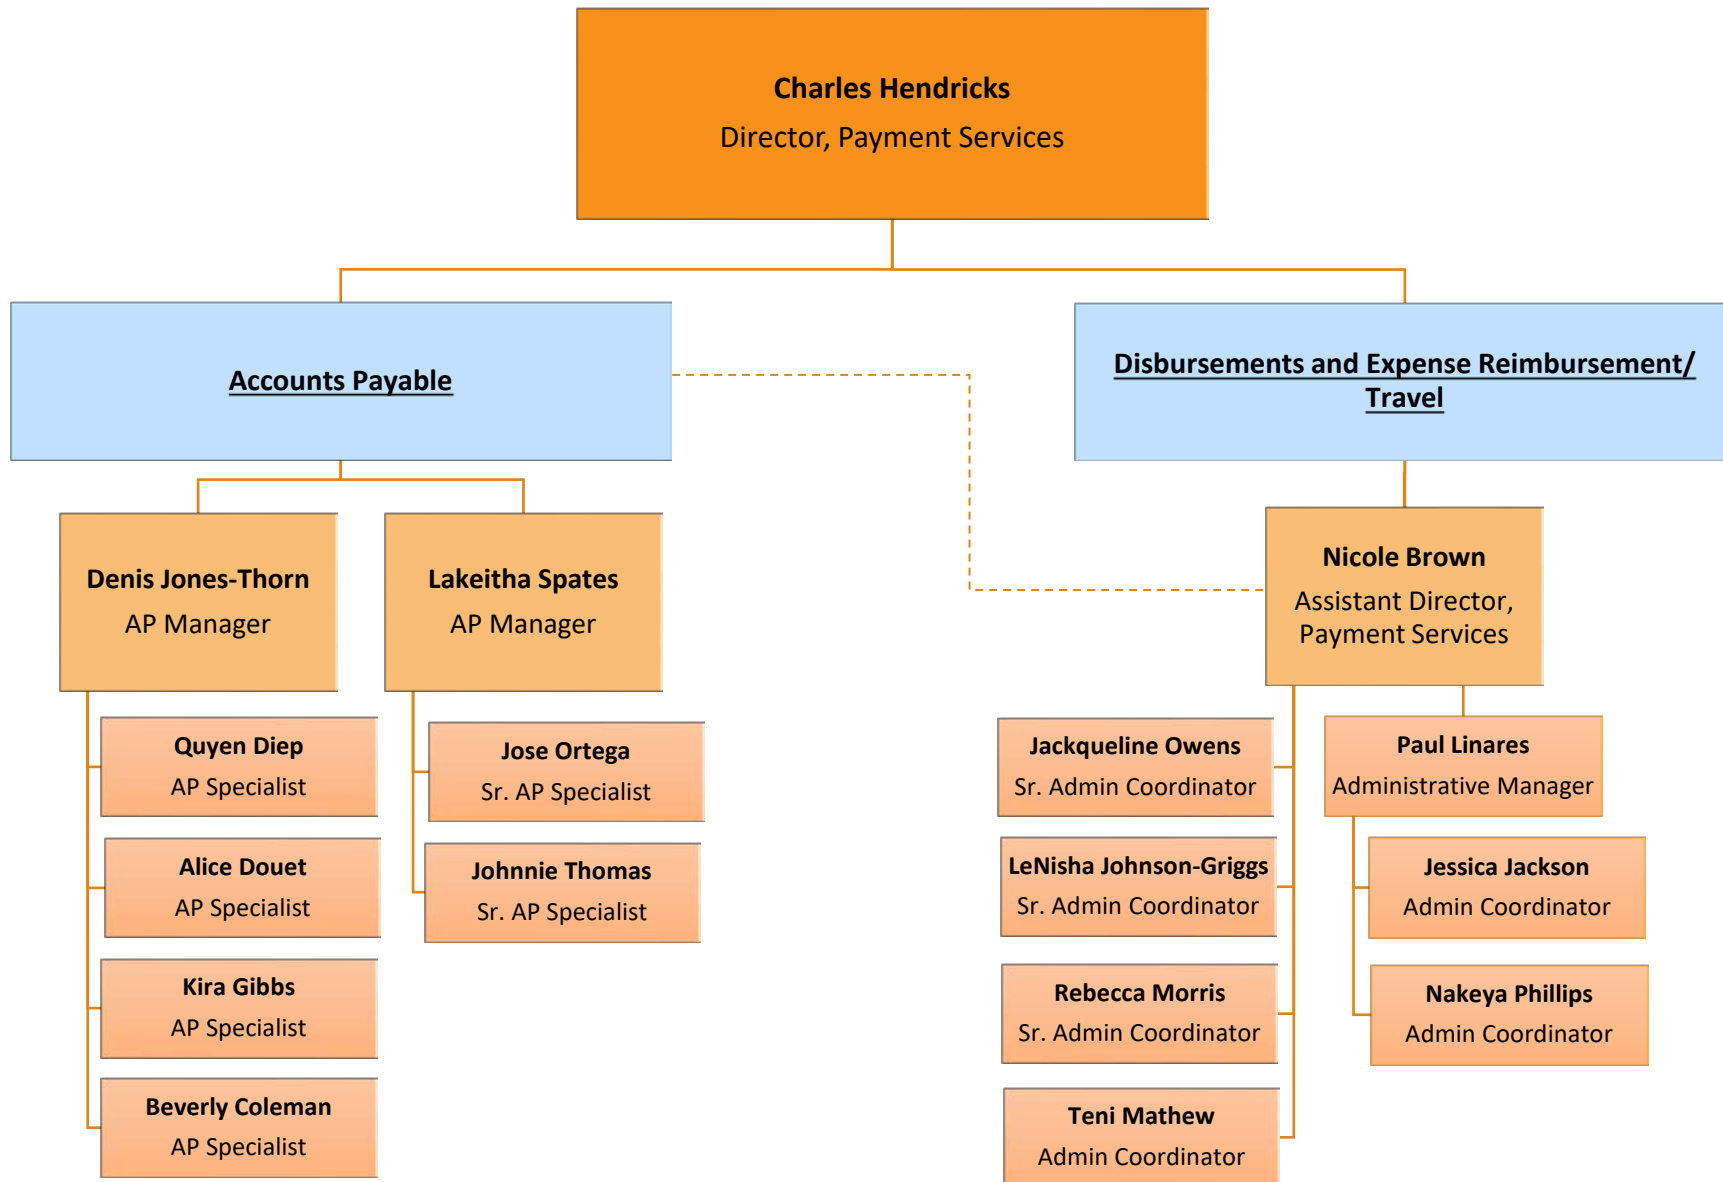 Charles Hendricks
Director, Payment Services
Accounts Payable
Disbursements and Expense Reimbursement/
Travel
Denis Jones-Thorn
AP Manager
Lakeitha Spates
AP Manager
Nicole Brown
Assistant Director,
Payment Services
Quyen Diep
AP Specialist
Alice Douet
AP Specialist
Kira Gibbs
AP Specialist
Beverly Coleman
AP Specialist
Jose Ortega
Sr. AP Specialist
Johnnie Thomas
Sr. AP Specialist
Jackqueline Owens
Sr. Admin Coordinator
LeNisha Johnson-Griggs
Sr. Admin Coordinator
Rebecca Morris
Sr. Admin Coordinator
Teni Mathew
Admin Coordinator
Paul Linares
Administrative Manager
Jessica Jackson
Admin Coordinator
Nakeya Phillips
Admin Coordinator